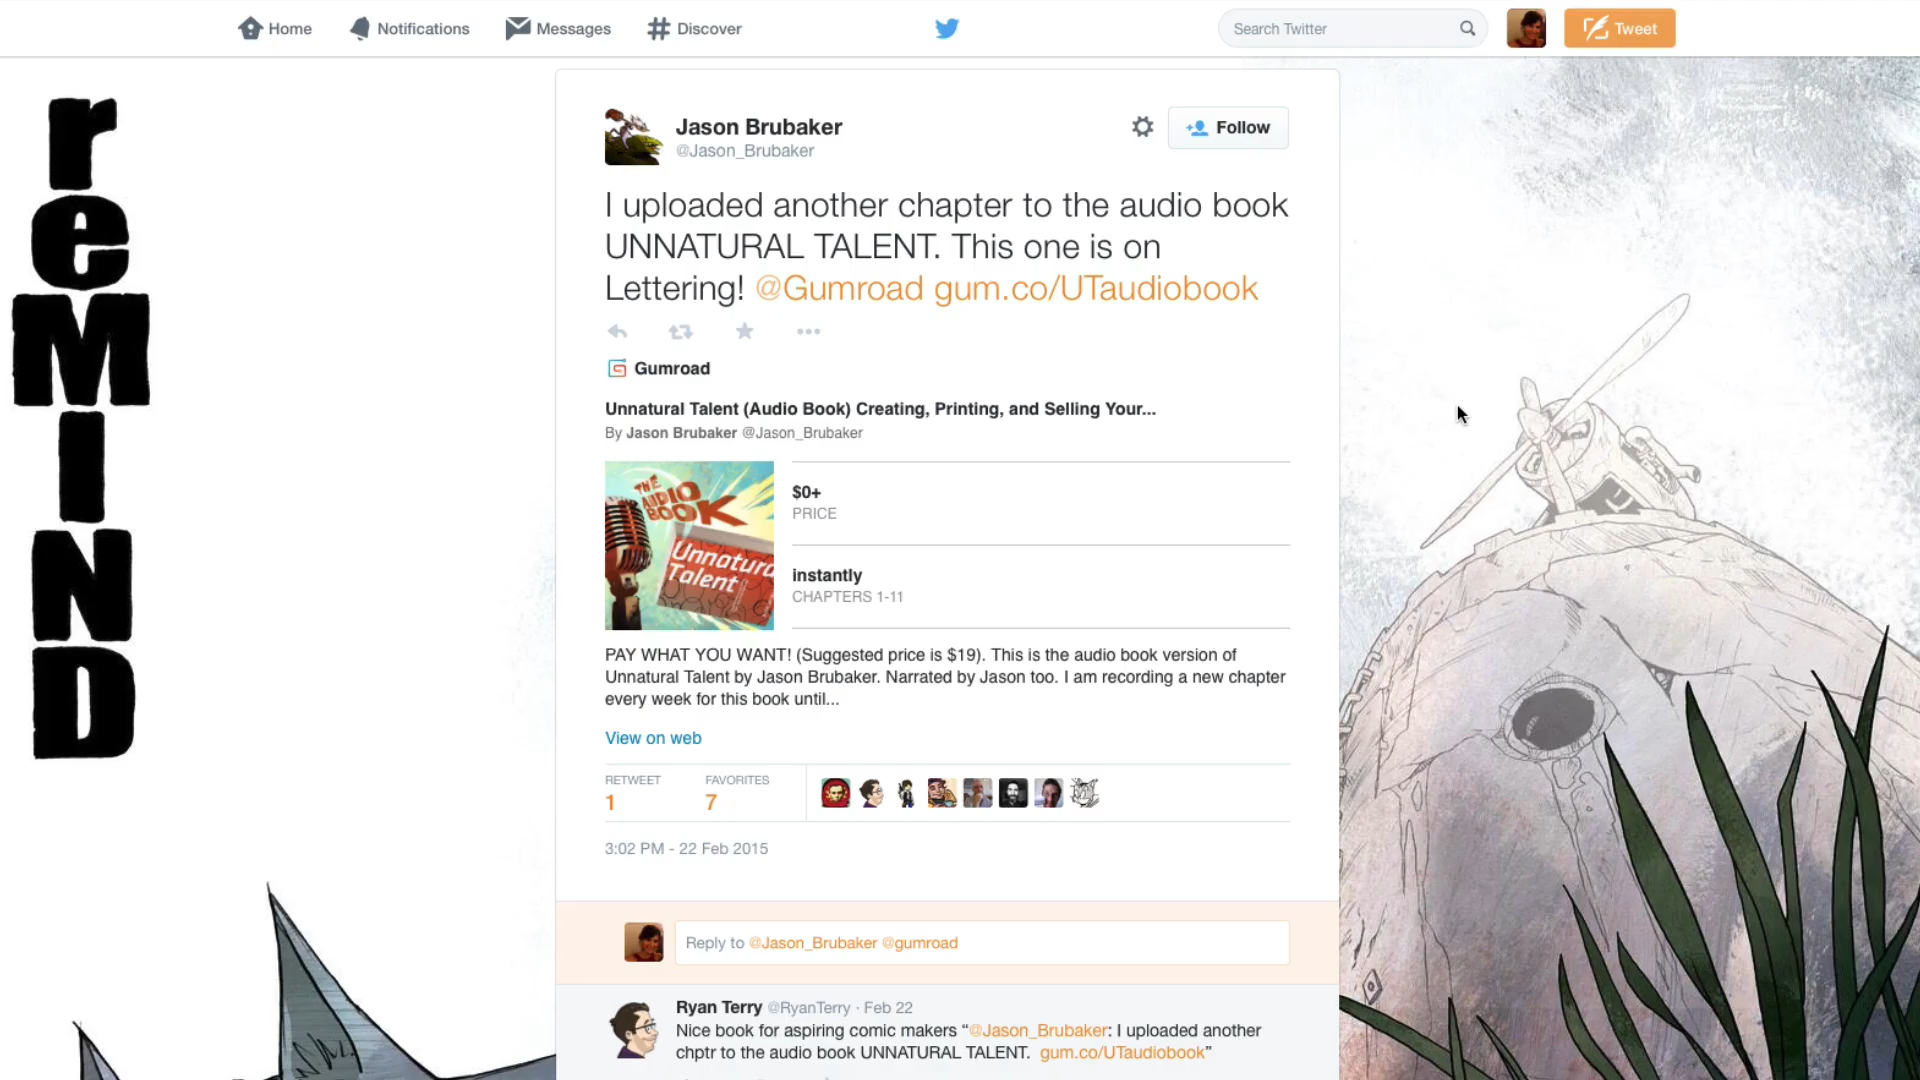 Home Notifications Messages Discover Search Twitter Tweet
reMIND
Jason Brubaker
@Jason_Brubaker
Follow
I uploaded another chapter to the audio book
UNNATURAL TALENT. This one is on
Lettering! @Gumroad gum.co/UTaudiobook
Gumroad
Unnatural Talent (Audio Book) Creating, Printing, and Selling Your...
By Jason Brubaker @Jason_Brubaker
THE
AUDIO
BOOK
Unnatura
Talent
$0+
PRICE
instantly
CHAPTERS 1-11
PAY WHAT YOU WANT! (Suggested price is $19). This is the audio book version of
Unnatural Talent by Jason Brubaker. Narrated by Jason too. I am recording a new chapter
every week for this book until...
View on web
RETWEET FAVORITES
1 7
3:02 PM - 22 Feb 2015
Reply to @Jason_Brubaker @gumroad
Ryan Terry @RyanTerry · Feb 22
Nice book for aspiring comic makers “@Jason_Brubaker: I uploaded another
chptr to the audio book UNNATURAL TALENT. gum.co/UTaudiobook”